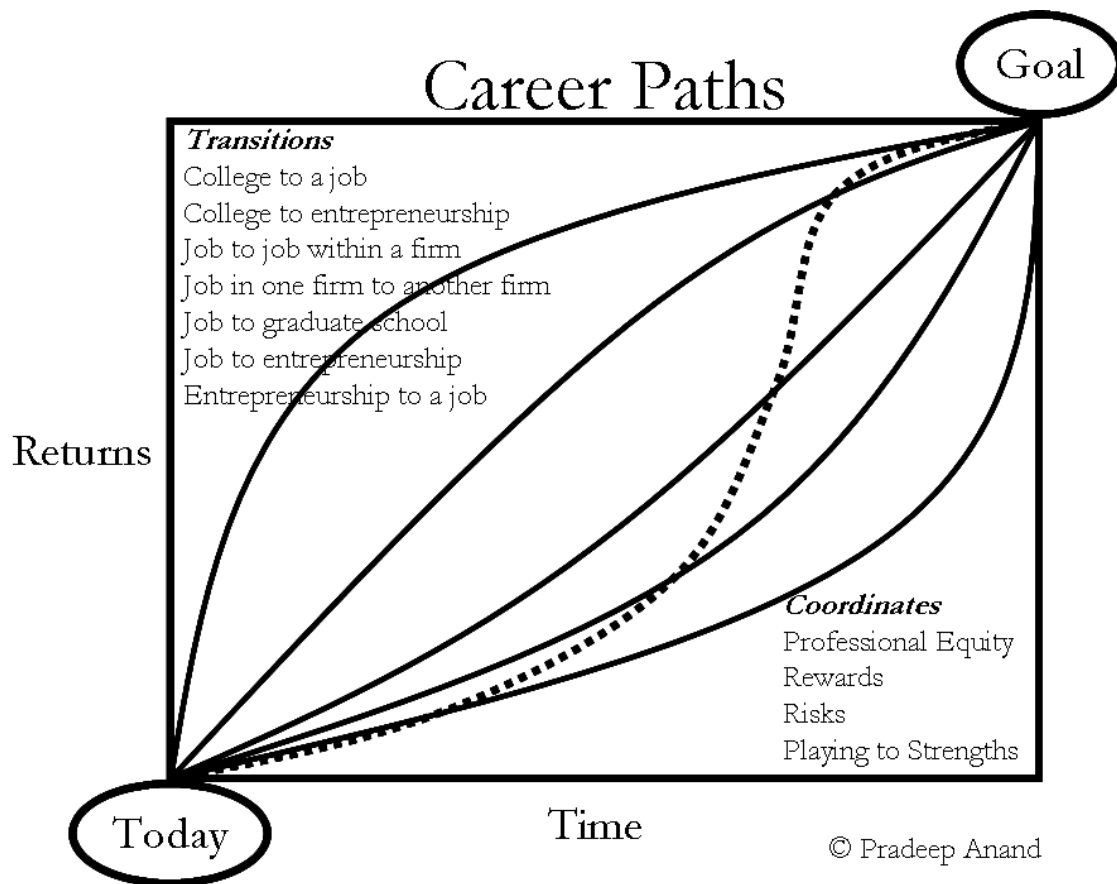 Goal
Career Paths
Transitions
College to a job
College to entrepreneurship
Job to job within a firm
Job in one firm to another firm
Job to graduate school
Job to entrepreneurship
Entrepreneurship to a job
Returns
Coordinates
Professional Equity
Rewards
Risks
Playing to Strengths
Today
Time
© Pradeep Anand